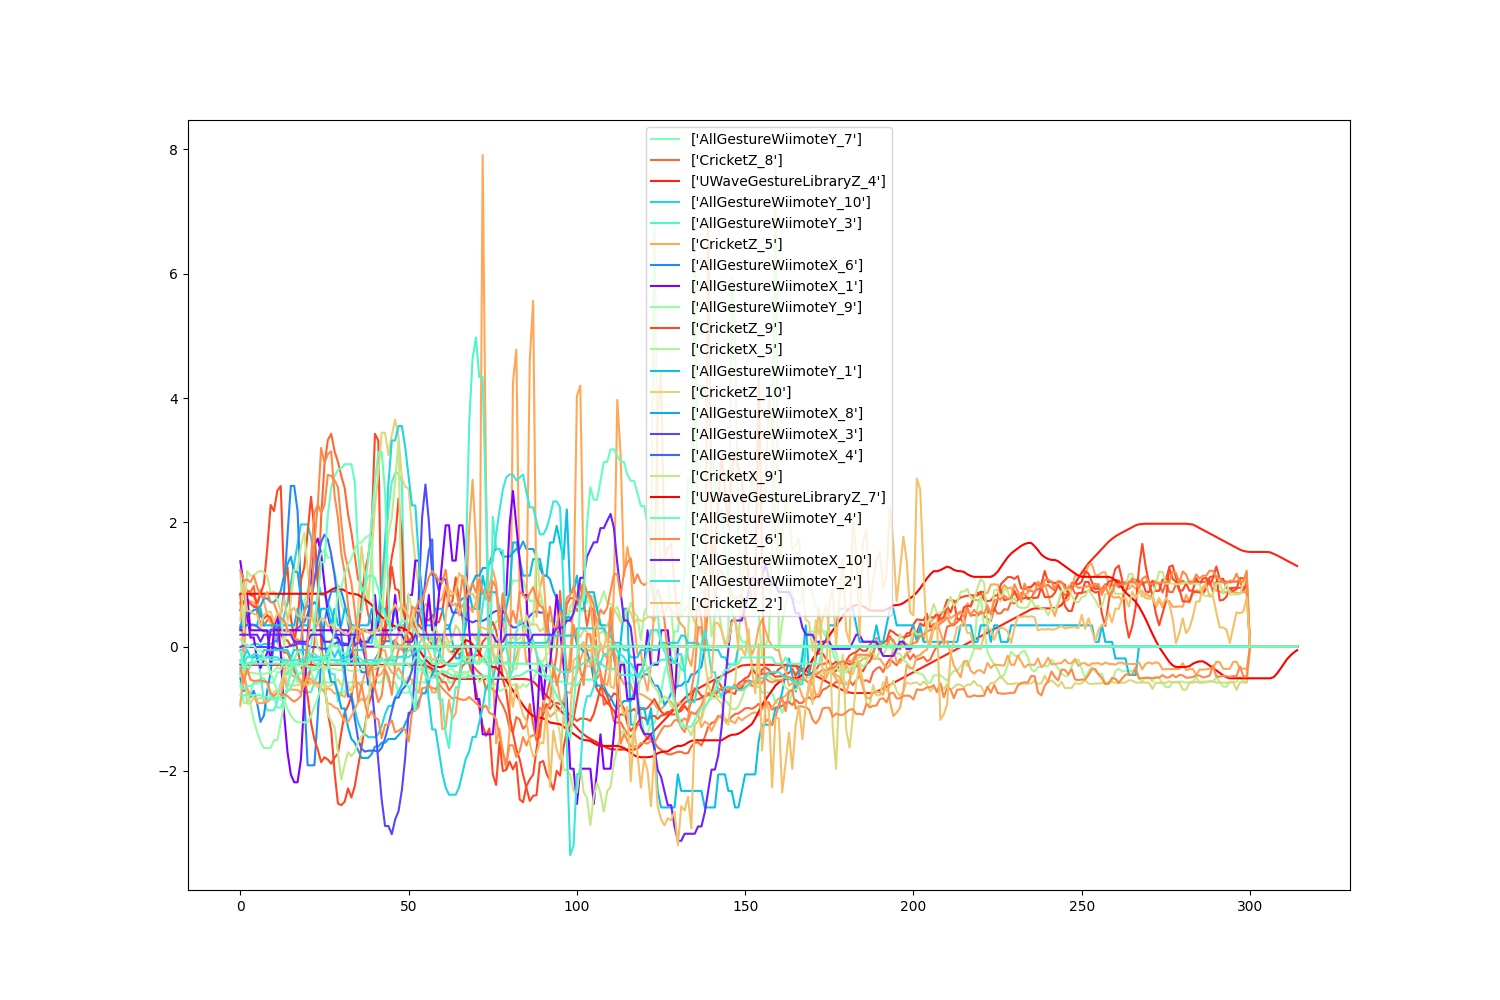 8
6
4
2
0
−2
0
50
100
150
200
250
300
['AllGestureWiimoteY_7']
['CricketZ_8']
['UWaveGestureLibraryZ_4']
['AllGestureWiimoteY_10']
['AllGestureWiimoteY_3']
['CricketZ_5']
['AllGestureWiimoteX_6']
['AllGestureWiimoteX_1']
['AllGestureWiimoteY_9']
['CricketZ_9']
['CricketX_5']
['AllGestureWiimoteY_1']
['CricketZ_10']
['AllGestureWiimoteX_8']
['AllGestureWiimoteX_3']
['AllGestureWiimoteX_4']
['CricketX_9']
['UWaveGestureLibraryZ_7']
['AllGestureWiimoteY_4']
['CricketZ_6']
['AllGestureWiimoteX_10']
['AllGestureWiimoteY_2']
['CricketZ_2']